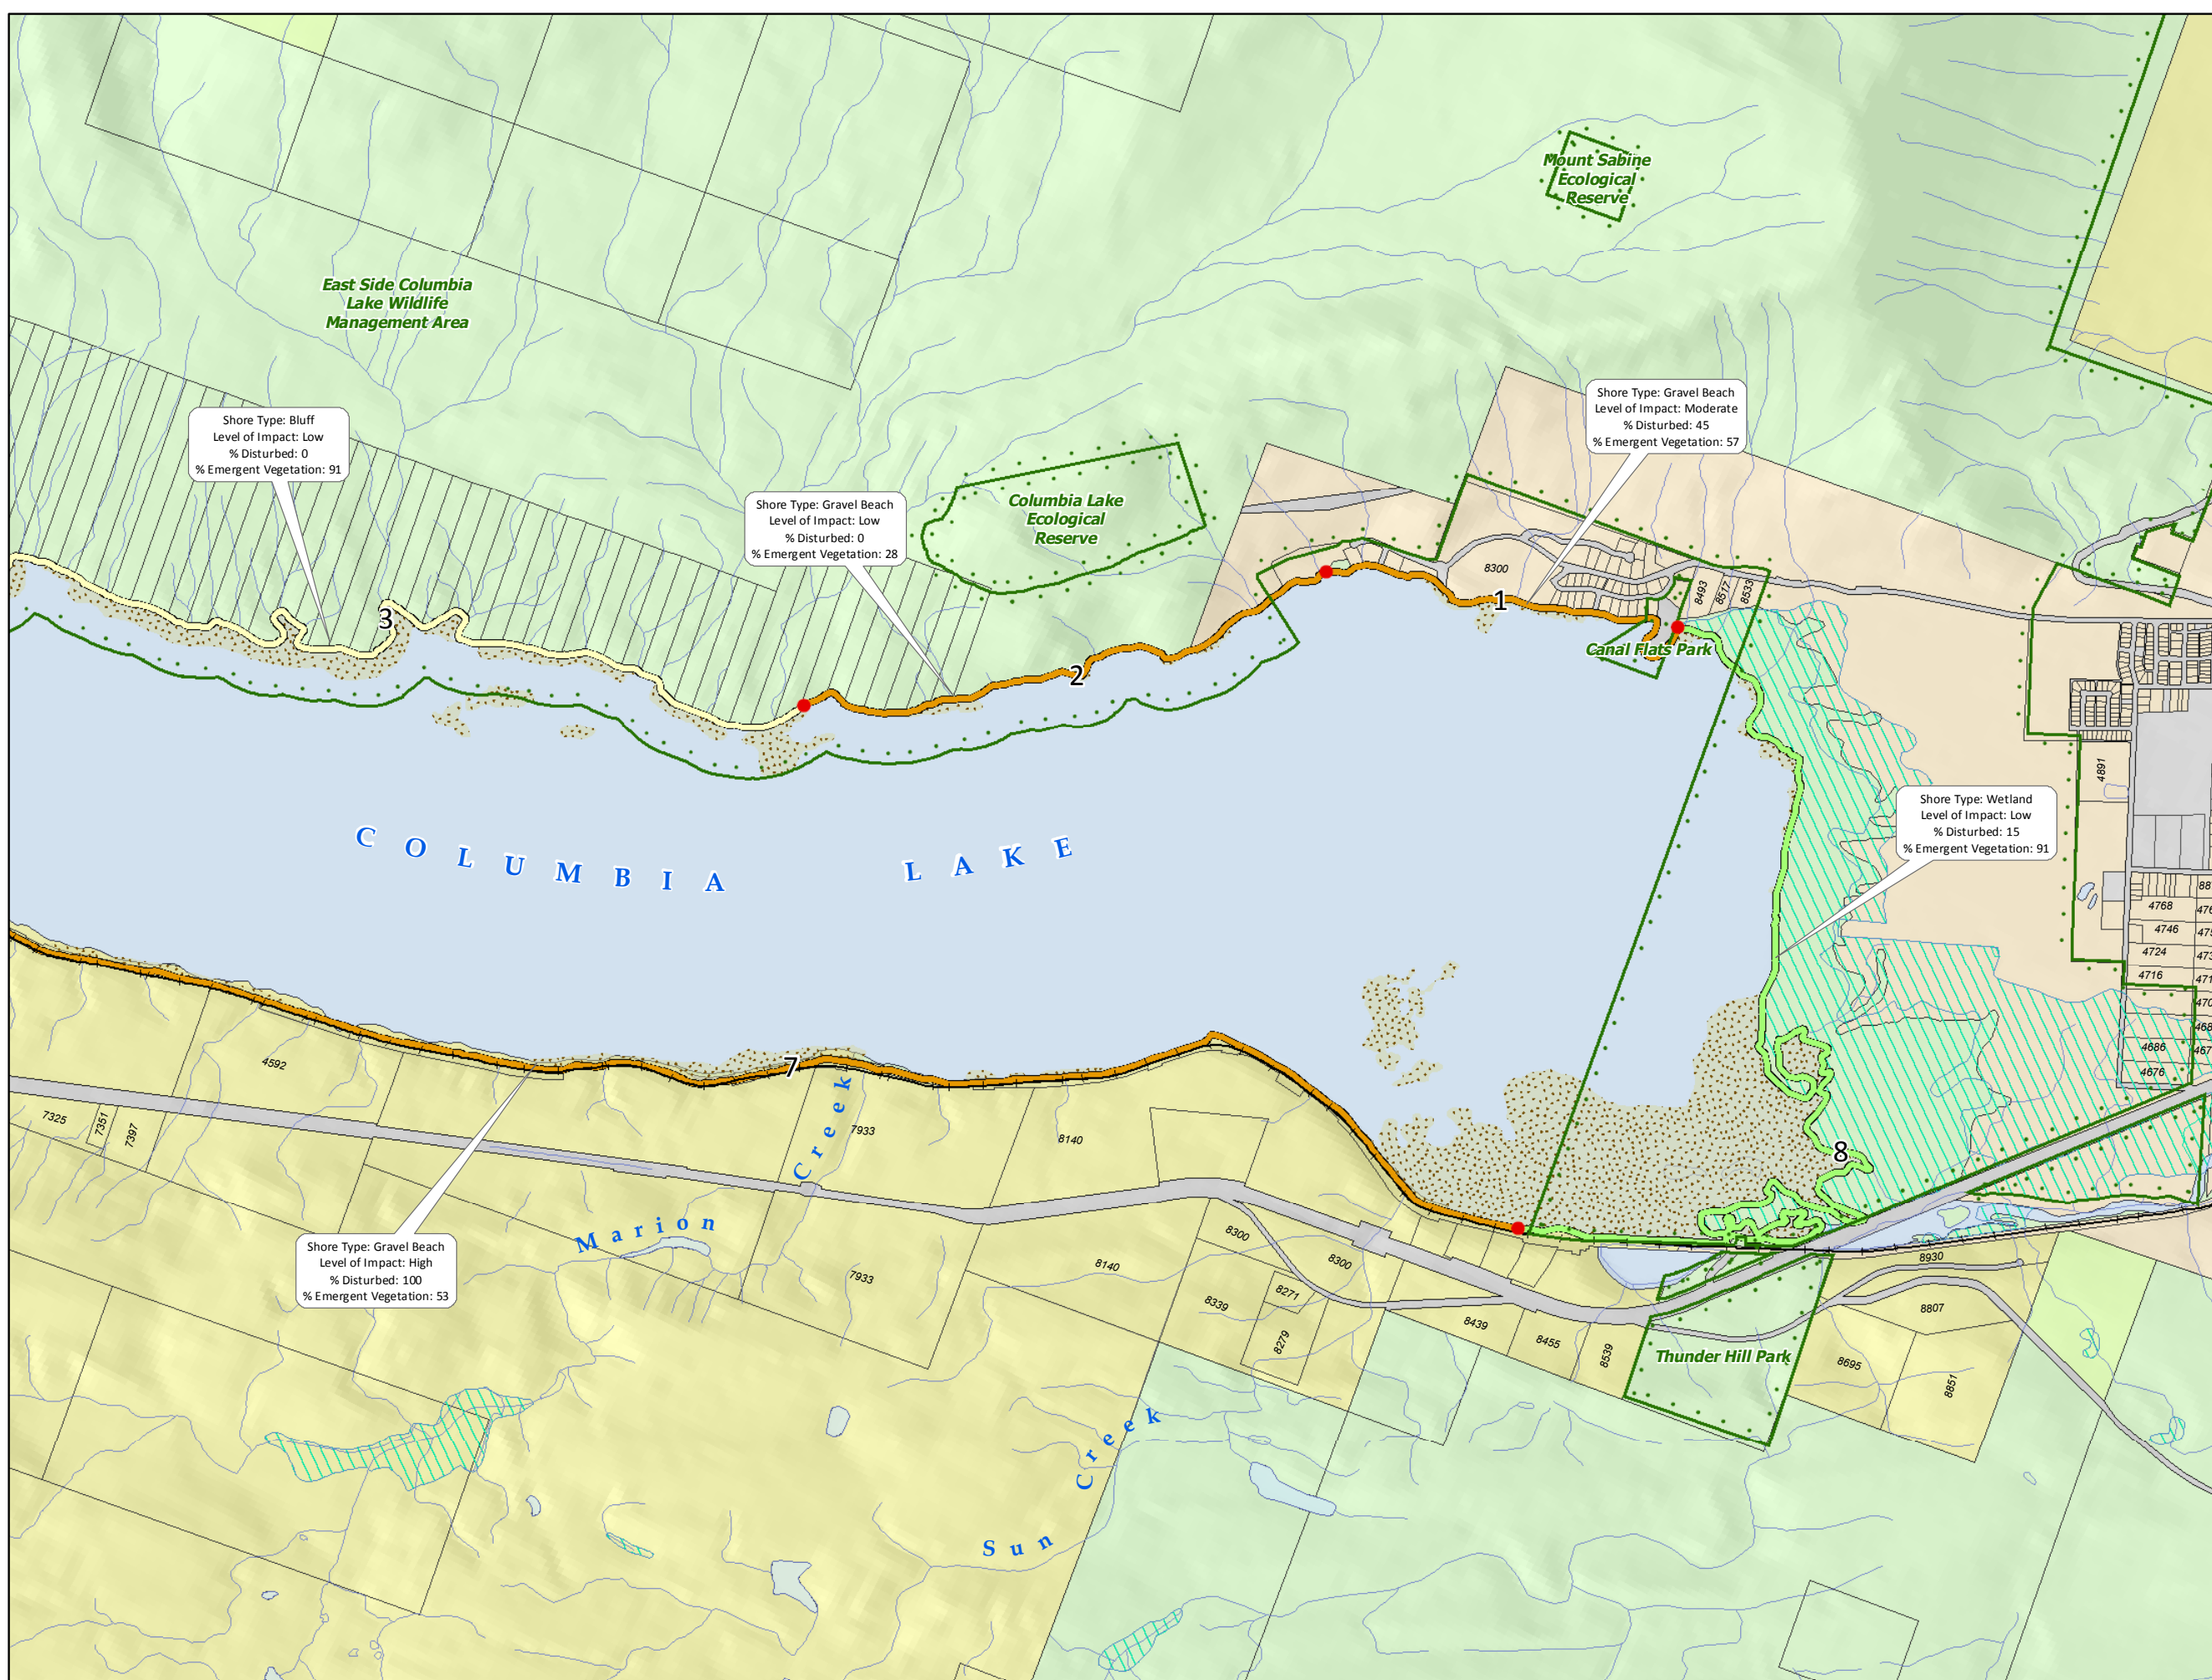 Mount Sabine
Ecological
Reserve
East Side Columbia
Lake Wildlife
Management Area
Shore Type: Gravel Beach
Level of Impact: Moderate
% Disturbed: 45
% Emergent Vegetation: 57
Shore Type: Bluff
Level of Impact: Low
% Disturbed: 0
% Emergent Vegetation: 91
Shore Type: Gravel Beach
Level of Impact: Low
% Disturbed: 0
% Emergent Vegetation: 28
Columbia Lake
Ecological
Reserve
8300
8493
8517
8533
1
3
2
Canal Flats Park
4891
Shore Type: Wetland
Level of Impact: Low
% Disturbed: 15
% Emergent Vegetation: 91
COLUMBIA LAKE
4768
4746
4724
4716
4686
4676
4592
7
7325
7351
7397
7933
8140
8
Marion Creek
Shore Type: Gravel Beach
Level of Impact: High
% Disturbed: 100
% Emergent Vegetation: 53
7933
8140
8300
8300
8339
8271
8279
8439
8455
8539
8930
8807
8695
8851
Thunder Hill Park
Sun Creek